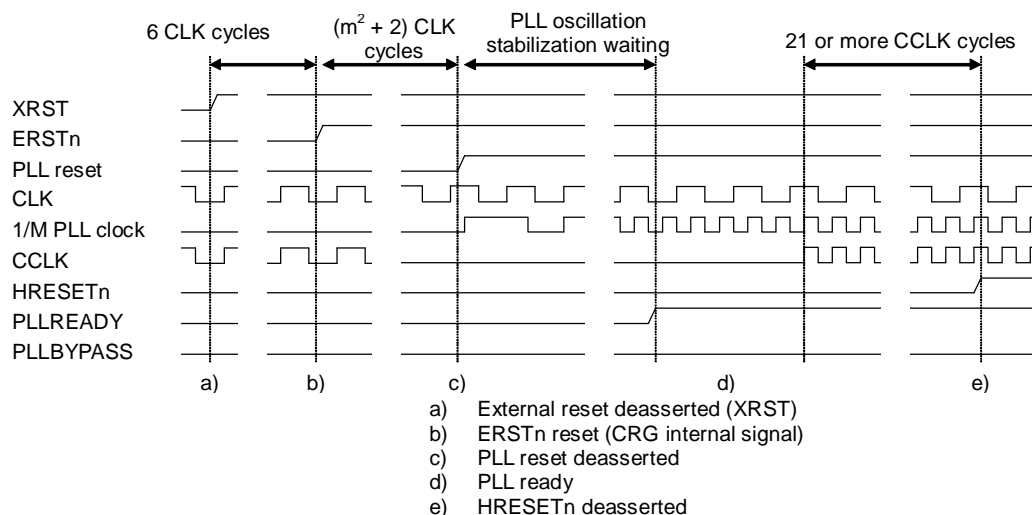 6 CLK cycles
(m² + 2) CLK
cycles
PLL oscillation
stabilization waiting
21 or more CCLK cycles
XRST
ERSTn
PLL reset
CLK
1/M PLL clock
CCLK
HRESETn
PLLREADY
PLLBYPASS
a) b) c) d) e)
a) External reset deasserted (XRST)
b) ERSTn reset (CRG internal signal)
c) PLL reset deasserted
d) PLL ready
e) HRESETn deasserted